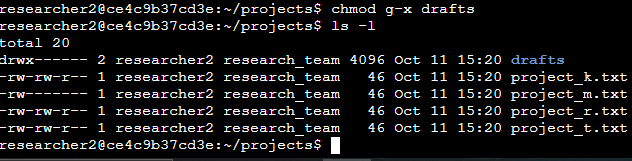 researcher2@ce4c9b37cd3e:~/projects$ chmod g-x drafts
researcher2@ce4c9b37cd3e:~/projects$ ls -l
total 20
drwx------ 2 researcher2 research_team 4096 Oct 11 15:20 drafts
-rw-rw-r-- 1 researcher2 research_team   46 Oct 11 15:20 project_k.txt
-rw-r----- 1 researcher2 research_team   46 Oct 11 15:20 project_m.txt
-rw-rw-r-- 1 researcher2 research_team   46 Oct 11 15:20 project_r.txt
-rw-rw-r-- 1 researcher2 research_team   46 Oct 11 15:20 project_t.txt
researcher2@ce4c9b37cd3e:~/projects$